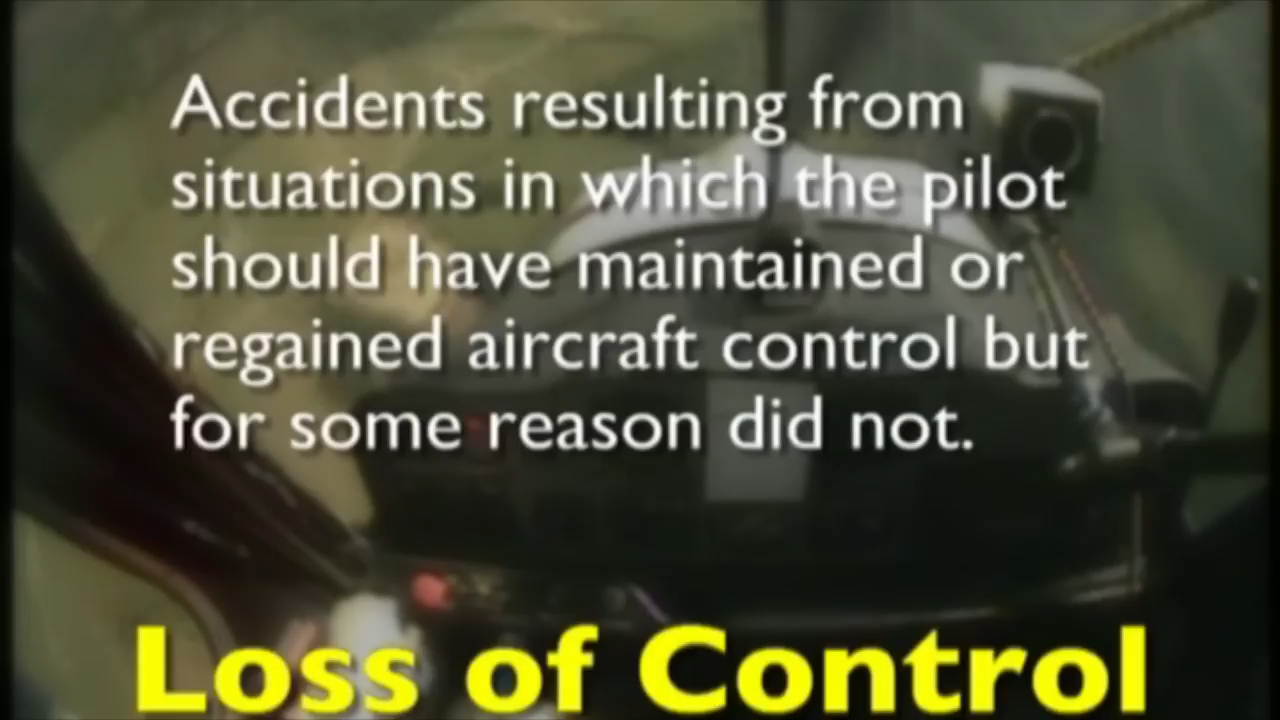 Accidents resulting from
situations in which the pilot
should have maintained or
regained aircraft control but
for some reason did not.
Loss of Control